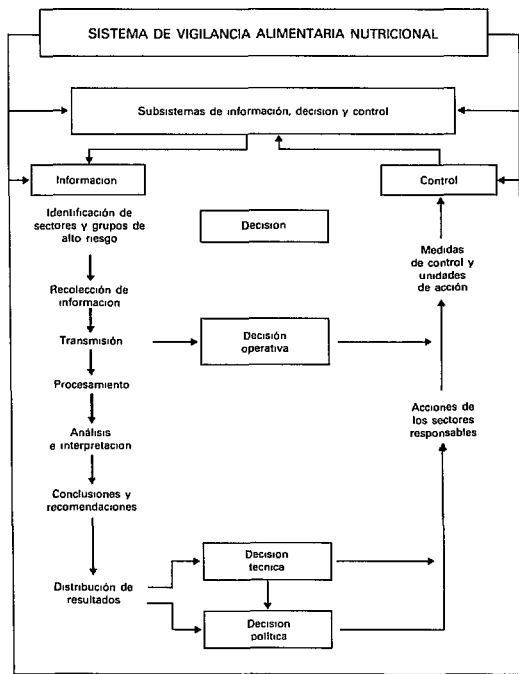 SISTEMA DE VIGILANCIA ALIMENTARIA NUTRICIONAL
Subsistemas de información, decision y control
Informacion
Control
Identificación de
sectores y grupos de
alto riesgo
Decision
Medidas
de control y
unidades
de acción
Recolección de
informacion
Transmisión
Decisión
operativa
Procesamiento
Acciones de
los sectores
responsables
Análisis
e interpretacion
Conclusiones y
recomendaciones
Decision
tecnica
Distribución de
resultados
Decision
política